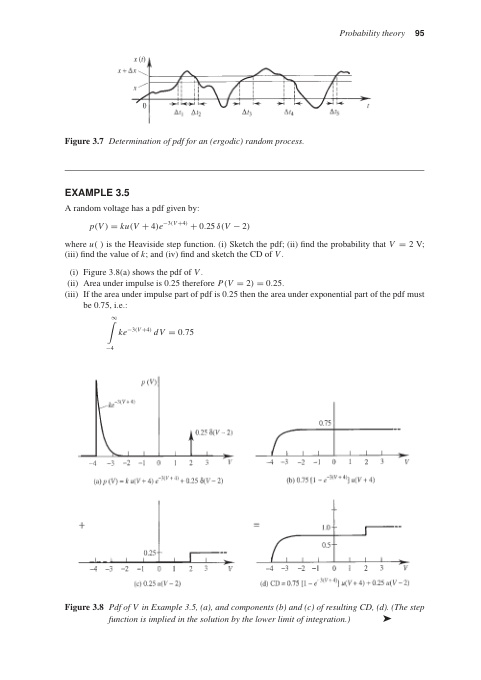 Probability theory 95
x (t)
x + Δx
x
0
Δt₁ Δt₂ Δt₃ Δt₄ Δt₅ t
Figure 3.7 Determination of pdf for an (ergodic) random process.
EXAMPLE 3.5
A random voltage has a pdf given by:
p(V) = ku(V + 4)e^{−3(V+4)} + 0.25 δ(V − 2)
where u( ) is the Heaviside step function. (i) Sketch the pdf; (ii) find the probability that V = 2 V;
(iii) find the value of k; and (iv) find and sketch the CD of V.
(i) Figure 3.8(a) shows the pdf of V.
(ii) Area under impulse is 0.25 therefore P(V = 2) = 0.25.
(iii) If the area under impulse part of pdf is 0.25 then the area under exponential part of the pdf must
be 0.75, i.e.:
∞
∫ ke^{−3(V+4)} dV = 0.75
−4
p (V)
ke^{−3(V+4)}
0.25 δ(V − 2)
−4 −3 −2 −1 0 1 2 3 V
(a) p (V) = k u(V + 4) e^{−3(V+4)} + 0.25 δ(V − 2)
0.75
−4 −3 −2 −1 0 1 2 3 V
(b) 0.75 [1 − e^{−3(V+4)}] u(V + 4)
+
0.25
−4 −3 −2 −1 0 1 2 3 V
(c) 0.25 u(V − 2)
=
1.0
0.5
−4 −3 −2 −1 0 1 2 3 V
(d) CD = 0.75 [1 − e^{−3(V+4)}] u(V + 4) + 0.25 u(V − 2)
Figure 3.8 Pdf of V in Example 3.5, (a), and components (b) and (c) of resulting CD, (d). (The step
function is implied in the solution by the lower limit of integration.)